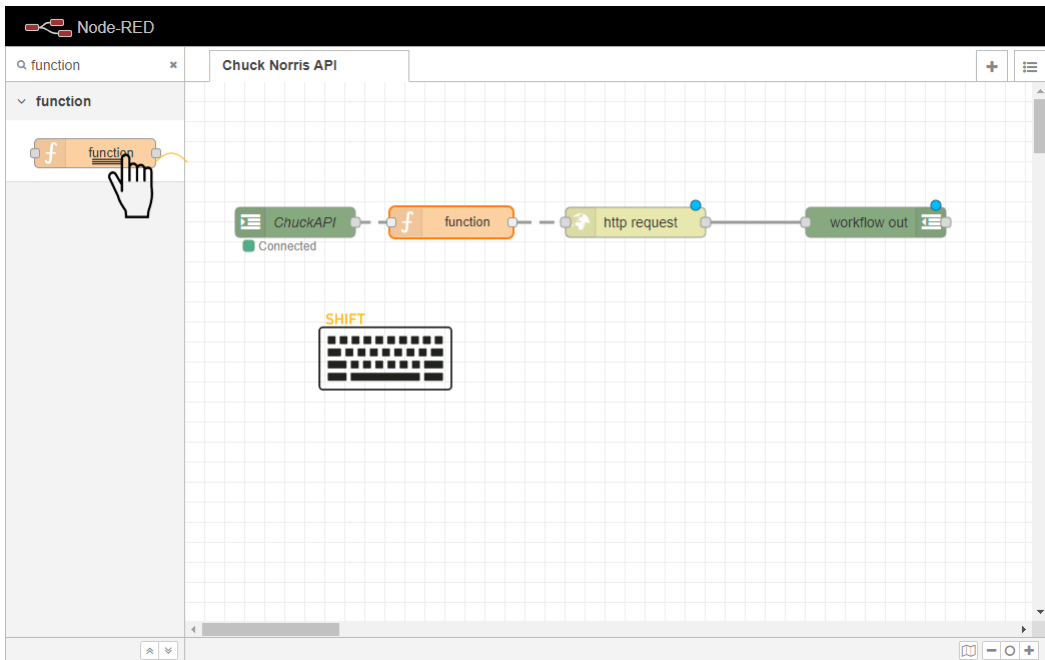 Node-RED
function
Chuck Norris API
function
function
ChuckAPI
function
http request
workflow out
Connected
SHIFT